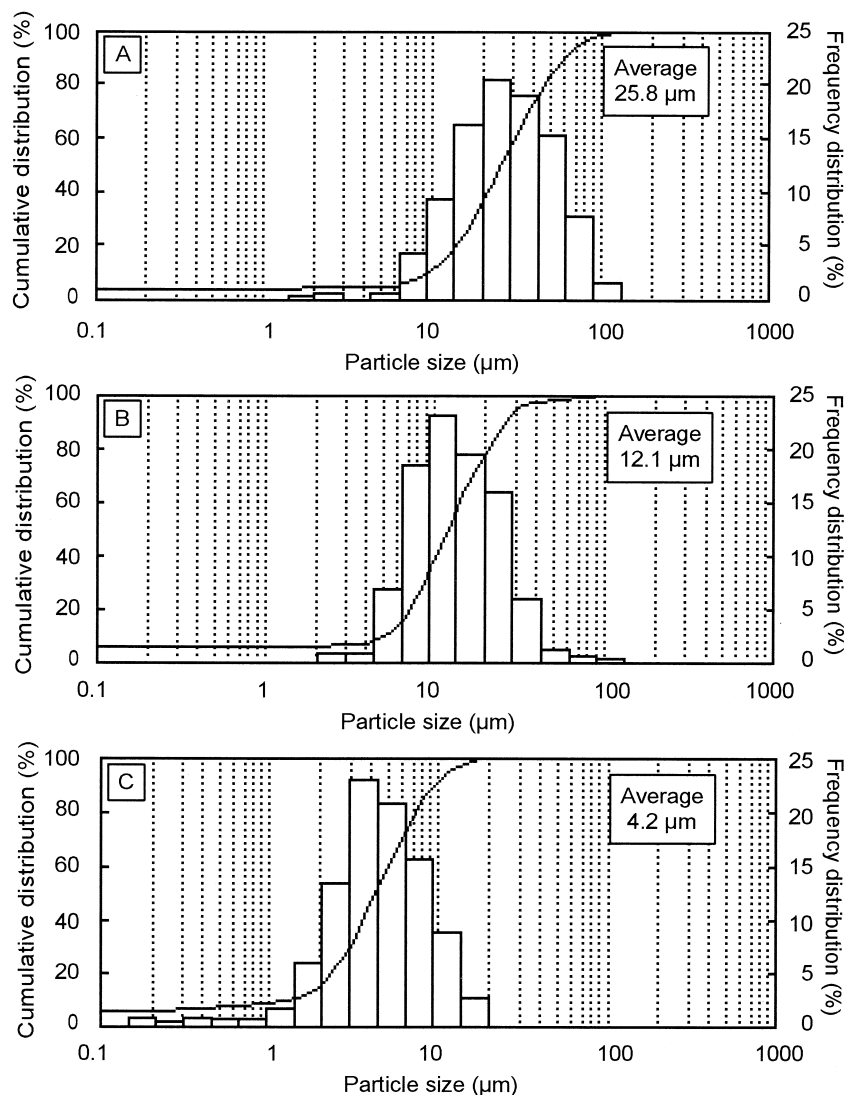 Cumulative distribution (%)
100
80
60
40
20
0
A
Average
25.8 µm
25
20
15
10
5
0
Frequency distribution (%)
0.1 1 10 100 1000
Particle size (µm)
Cumulative distribution (%)
100
80
60
40
20
0
B
Average
12.1 µm
25
20
15
10
5
0
Frequency distribution (%)
0.1 1 10 100 1000
Particle size (µm)
Cumulative distribution (%)
100
80
60
40
20
0
C
Average
4.2 µm
25
20
15
10
5
0
Frequency distribution (%)
0.1 1 10 100 1000
Particle size (µm)